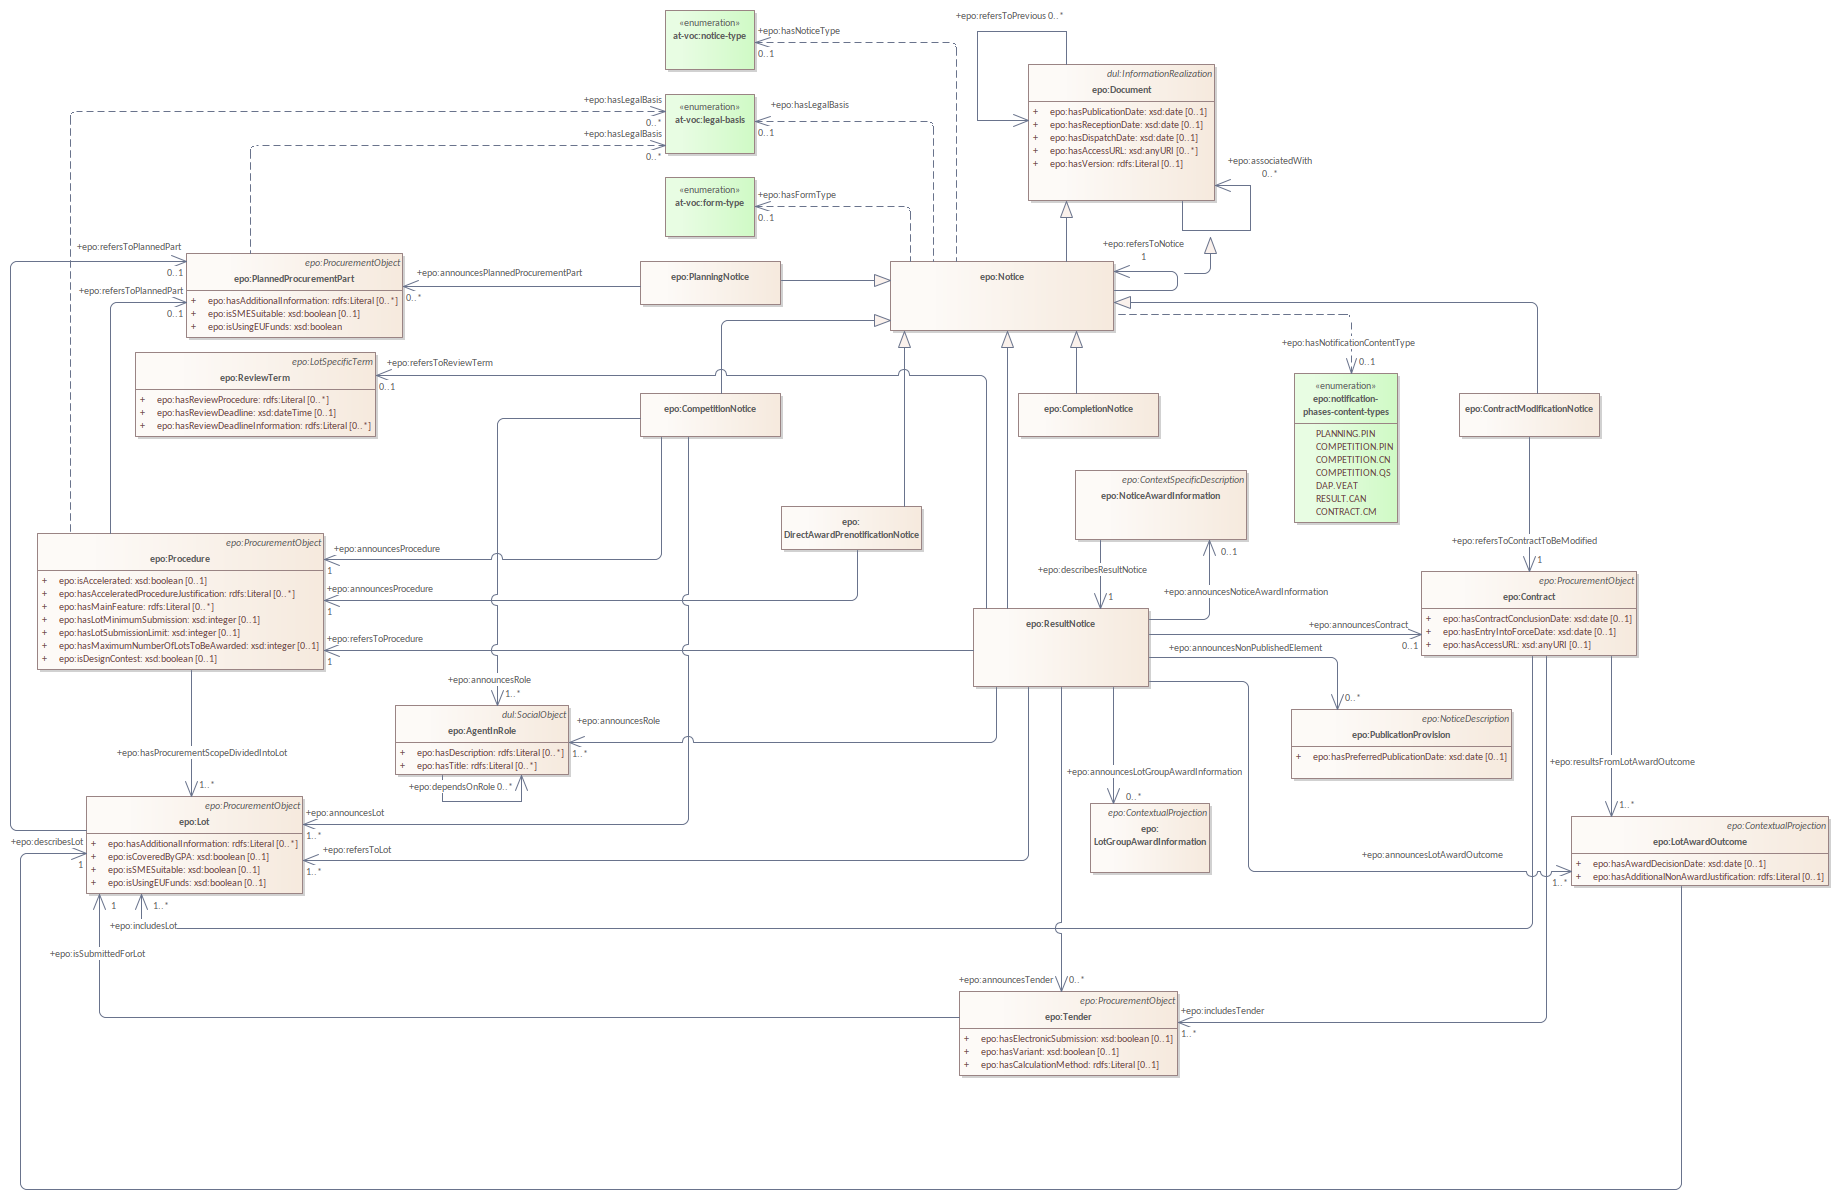 +epo:refersToPrevious 0..*
«enumeration»
at-voc:notice-type
+epo:hasNoticeType
0..1
dul:InformationRealization
epo:Document
+ epo:hasPublicationDate: xsd:date [0..1]
+ epo:hasReceptionDate: xsd:date [0..1]
+ epo:hasDispatchDate: xsd:date [0..1]
+ epo:hasAccessURL: xsd:anyURI [0..*]
+ epo:hasVersion: rdfs:Literal [0..1]
+epo:hasLegalBasis
0..*
+epo:hasLegalBasis
0..*
«enumeration»
at-voc:legal-basis
+epo:hasLegalBasis
0..1
+epo:associatedWith
0..*
«enumeration»
at-voc:form-type
+epo:hasFormType
0..1
+epo:refersToNotice
1
+epo:refersToPlannedPart
0..1
+epo:refersToPlannedPart
0..1
epo:ProcurementObject
epo:PlannedProcurementPart
+ epo:hasAdditionalInformation: rdfs:Literal [0..*]
+ epo:isSMESuitable: xsd:boolean [0..1]
+ epo:isUsingEUFunds: xsd:boolean
+epo:announcesPlannedProcurementPart
0..*
epo:PlanningNotice
epo:Notice
+epo:hasNotificationContentType
0..1
epo:LotSpecificTerm
epo:ReviewTerm
+ epo:hasReviewProcedure: rdfs:Literal [0..*]
+ epo:hasReviewDeadline: xsd:dateTime [0..1]
+ epo:hasReviewDeadlineInformation: rdfs:Literal [0..*]
+epo:refersToReviewTerm
0..1
epo:CompetitionNotice
epo:CompletionNotice
«enumeration»
epo:notification-
phases-content-types
PLANNING.PIN
COMPETITION.PIN
COMPETITION.CN
COMPETITION.QS
DAP.VEAT
RESULT.CAN
CONTRACT.CM
epo:ContractModificationNotice
epo:ContextSpecificDescription
epo:NoticeAwardInformation
epo:
DirectAwardPrenotificationNotice
epo:ProcurementObject
epo:Procedure
+ epo:isAccelerated: xsd:boolean [0..1]
+ epo:hasAcceleratedProcedureJustification: rdfs:Literal [0..*]
+ epo:hasMainFeature: rdfs:Literal [0..*]
+ epo:hasLotMinimumSubmission: xsd:integer [0..1]
+ epo:hasLotSubmissionLimit: xsd:integer [0..1]
+ epo:hasMaximumNumberOfLotsToBeAwarded: xsd:integer [0..1]
+ epo:isDesignContest: xsd:boolean [0..1]
+epo:announcesProcedure
1
+epo:announcesProcedure
1
+epo:refersToProcedure
1
+epo:describesResultNotice
1
0..1
+epo:announcesNoticeAwardInformation
+epo:refersToContractToBeModified
1
epo:ProcurementObject
epo:Contract
+ epo:hasContractConclusionDate: xsd:date [0..1]
+ epo:hasEntryIntoForceDate: xsd:date [0..1]
+ epo:hasAccessURL: xsd:anyURI [0..1]
epo:ResultNotice
+epo:announcesContract
0..1
+epo:announcesNonPublishedElement
0..*
+epo:announcesRole
1..*
dul:SocialObject
epo:AgentInRole
+ epo:hasDescription: rdfs:Literal [0..*]
+ epo:hasTitle: rdfs:Literal [0..*]
+epo:dependsOnRole 0..*
+epo:announcesRole
1..*
epo:NoticeDescription
epo:PublicationProvision
+ epo:hasPreferredPublicationDate: xsd:date [0..1]
+epo:hasProcurementScopeDividedIntoLot
1..*
+epo:announcesLotGroupAwardInformation
0..*
+epo:resultsFromLotAwardOutcome
1..*
epo:ContextualProjection
epo:
LotGroupAwardInformation
epo:ProcurementObject
epo:Lot
+ epo:hasAdditionalInformation: rdfs:Literal [0..*]
+ epo:isCoveredByGPA: xsd:boolean [0..1]
+ epo:isSMESuitable: xsd:boolean [0..1]
+ epo:isUsingEUFunds: xsd:boolean [0..1]
+epo:describesLot
1
+epo:announcesLot
1..*
+epo:refersToLot
1..*
epo:ContextualProjection
epo:LotAwardOutcome
+ epo:hasAwardDecisionDate: xsd:date [0..1]
+ epo:hasAdditionalNonAwardJustification: rdfs:Literal [0..1]
+epo:announcesLotAwardOutcome
1..*
1
1..*
+epo:includesLot
+epo:isSubmittedForLot
+epo:announcesTender
0..*
epo:ProcurementObject
epo:Tender
+ epo:hasElectronicSubmission: xsd:boolean [0..1]
+ epo:hasVariant: xsd:boolean [0..1]
+ epo:hasCalculationMethod: rdfs:Literal [0..1]
+epo:includesTender
1..*